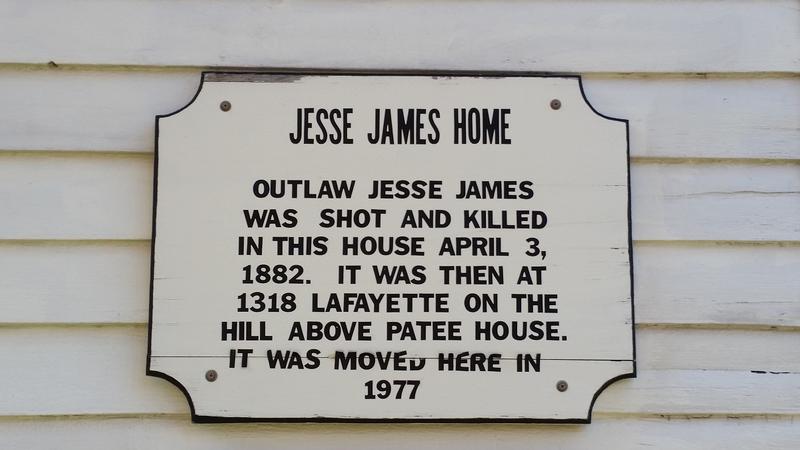 JESSE JAMES HOME
OUTLAW JESSE JAMES
WAS SHOT AND KILLED
IN THIS HOUSE APRIL 3,
1882. IT WAS THEN AT
1318 LAFAYETTE ON THE
HILL ABOVE PATEE HOUSE.
IT WAS MOVED HERE IN
1977